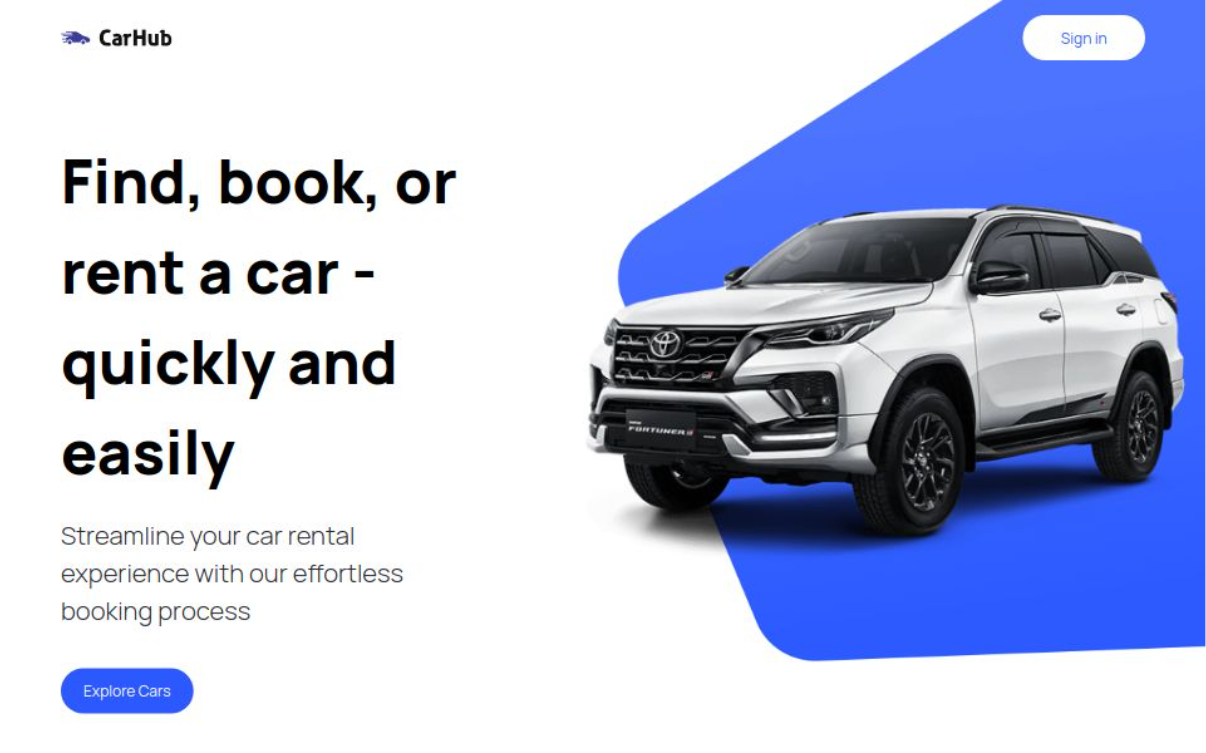 CarHub
Sign in
Find, book, or
rent a car -
quickly and
easily
Streamline your car rental
experience with our effortless
booking process
Explore Cars
FORTUNER